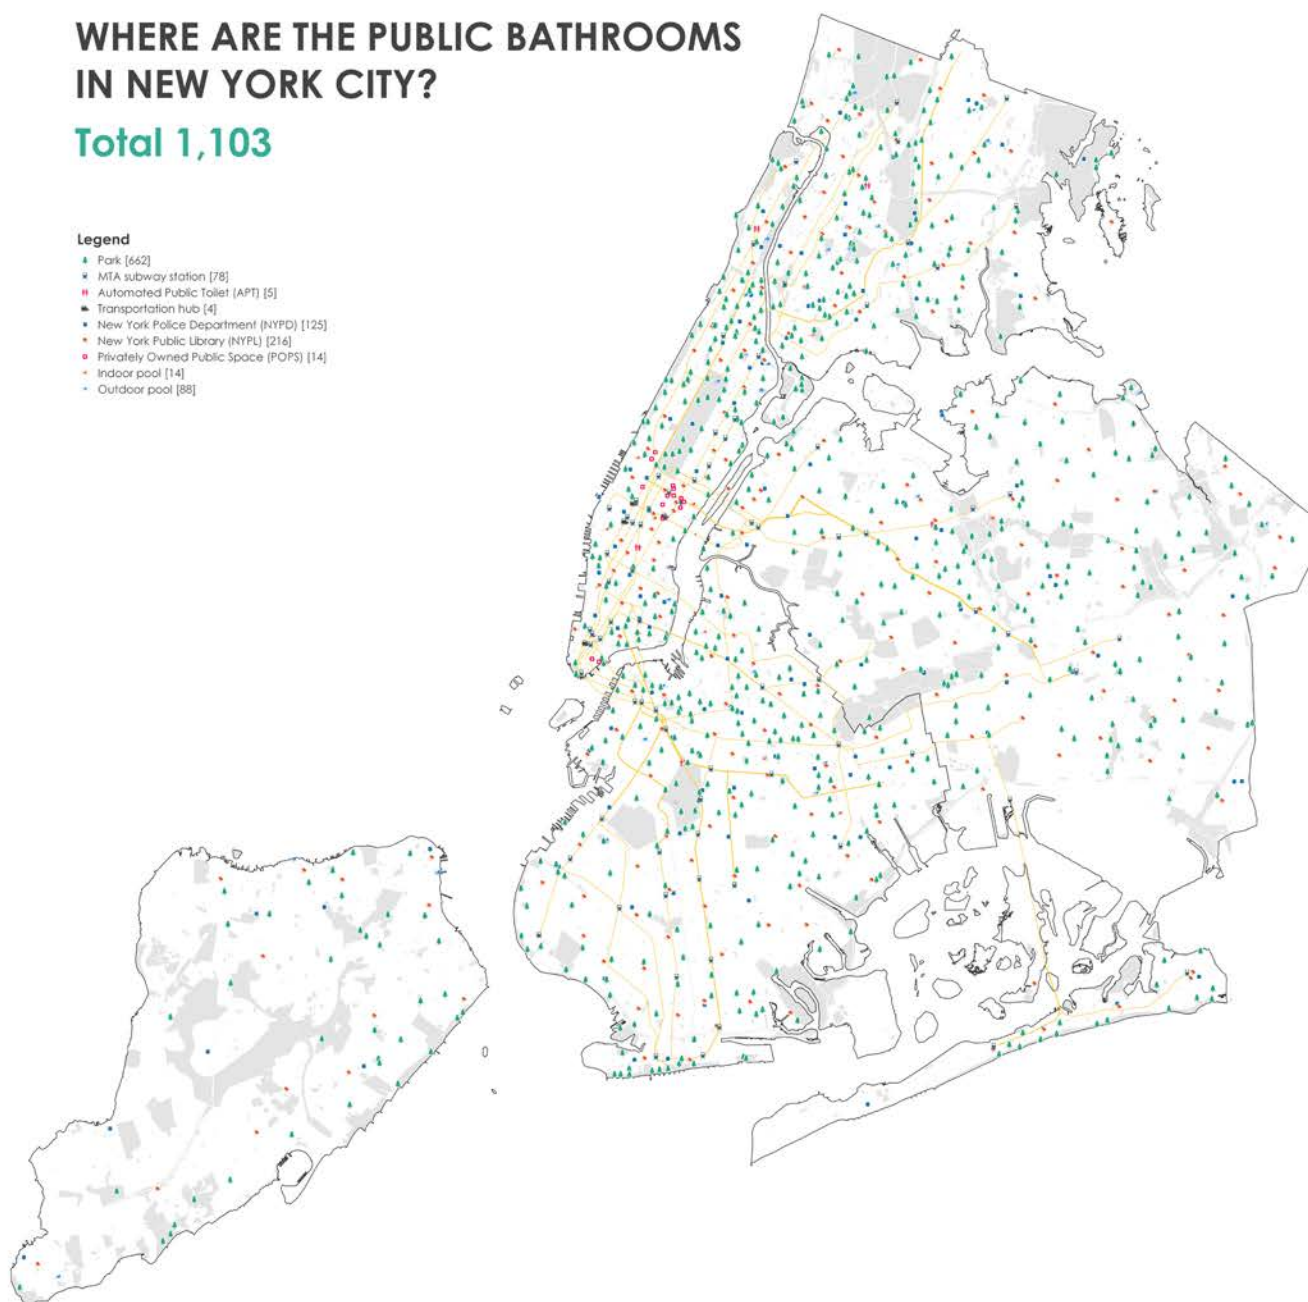 WHERE ARE THE PUBLIC BATHROOMS
IN NEW YORK CITY?
Total 1,103
Legend
Park [662]
MTA subway station [78]
Automated Public Toilet (APT) [5]
Transportation hub [4]
New York Police Department (NYPD) [125]
New York Public Library (NYPL) [216]
Privately Owned Public Space (POPS) [14]
Indoor pool [14]
Outdoor pool [88]